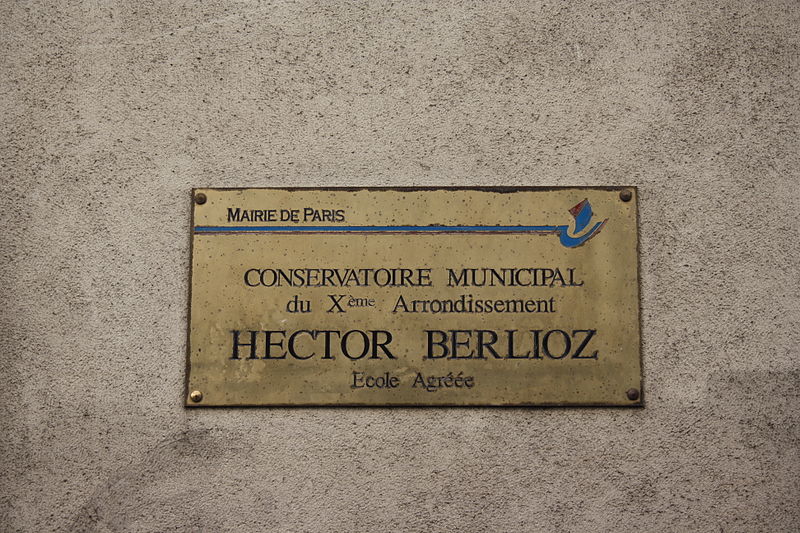 MAIRIE DE PARIS
CONSERVATOIRE MUNICIPAL
du Xème Arrondissement
HECTOR BERLIOZ
Ecole Agréée